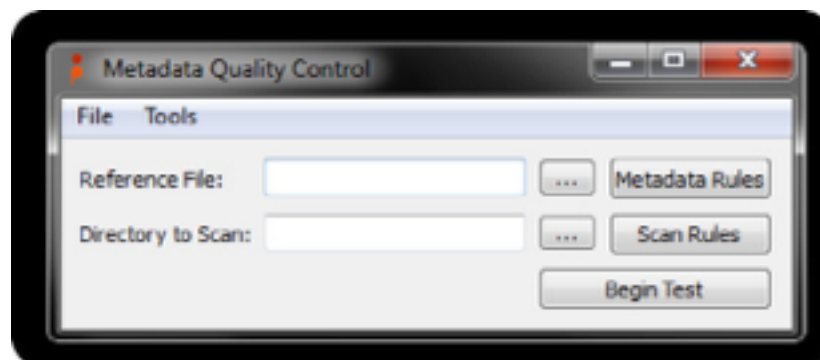 Metadata Quality Control
File Tools
Reference File: ... Metadata Rules
Directory to Scan: ... Scan Rules
Begin Test